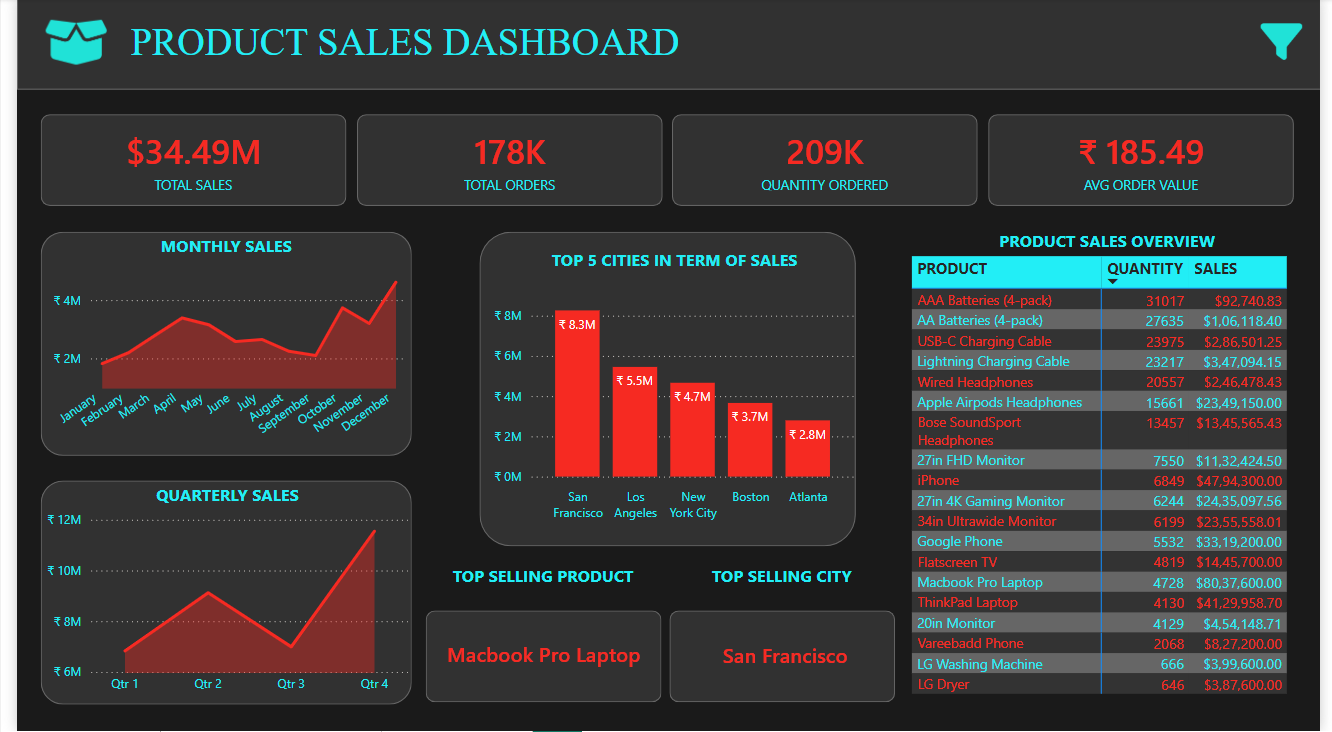 PRODUCT SALES DASHBOARD
$34.49M
TOTAL SALES
178K
TOTAL ORDERS
209K
QUANTITY ORDERED
₹ 185.49
AVG ORDER VALUE
MONTHLY SALES
₹ 4M
₹ 2M
January
February
March
April
May
June
July
August
September
October
November
December
QUARTERLY SALES
₹ 12M
₹ 10M
₹ 8M
₹ 6M
Qtr 1 Qtr 2 Qtr 3 Qtr 4
TOP 5 CITIES IN TERM OF SALES
₹ 8M
₹ 6M
₹ 4M
₹ 2M
₹ 0M
₹ 8.3M
₹ 5.5M
₹ 4.7M
₹ 3.7M
₹ 2.8M
San
Francisco
Los
Angeles
New
York City
Boston
Atlanta
TOP SELLING PRODUCT
Macbook Pro Laptop
TOP SELLING CITY
San Francisco
PRODUCT SALES OVERVIEW
PRODUCT QUANTITY SALES
AAA Batteries (4-pack) 31017 $92,740.83
AA Batteries (4-pack) 27635 $1,06,118.40
USB-C Charging Cable 23975 $2,86,501.25
Lightning Charging Cable 23217 $3,47,094.15
Wired Headphones 20557 $2,46,478.43
Apple Airpods Headphones 15661 $23,49,150.00
Bose SoundSport 13457 $13,45,565.43
Headphones
27in FHD Monitor 7550 $11,32,424.50
iPhone 6849 $47,94,300.00
27in 4K Gaming Monitor 6244 $24,35,097.56
34in Ultrawide Monitor 6199 $23,55,558.01
Google Phone 5532 $33,19,200.00
Flatscreen TV 4819 $14,45,700.00
Macbook Pro Laptop 4728 $80,37,600.00
ThinkPad Laptop 4130 $41,29,958.70
20in Monitor 4129 $4,54,148.71
Vareebadd Phone 2068 $8,27,200.00
LG Washing Machine 666 $3,99,600.00
LG Dryer 646 $3,87,600.00